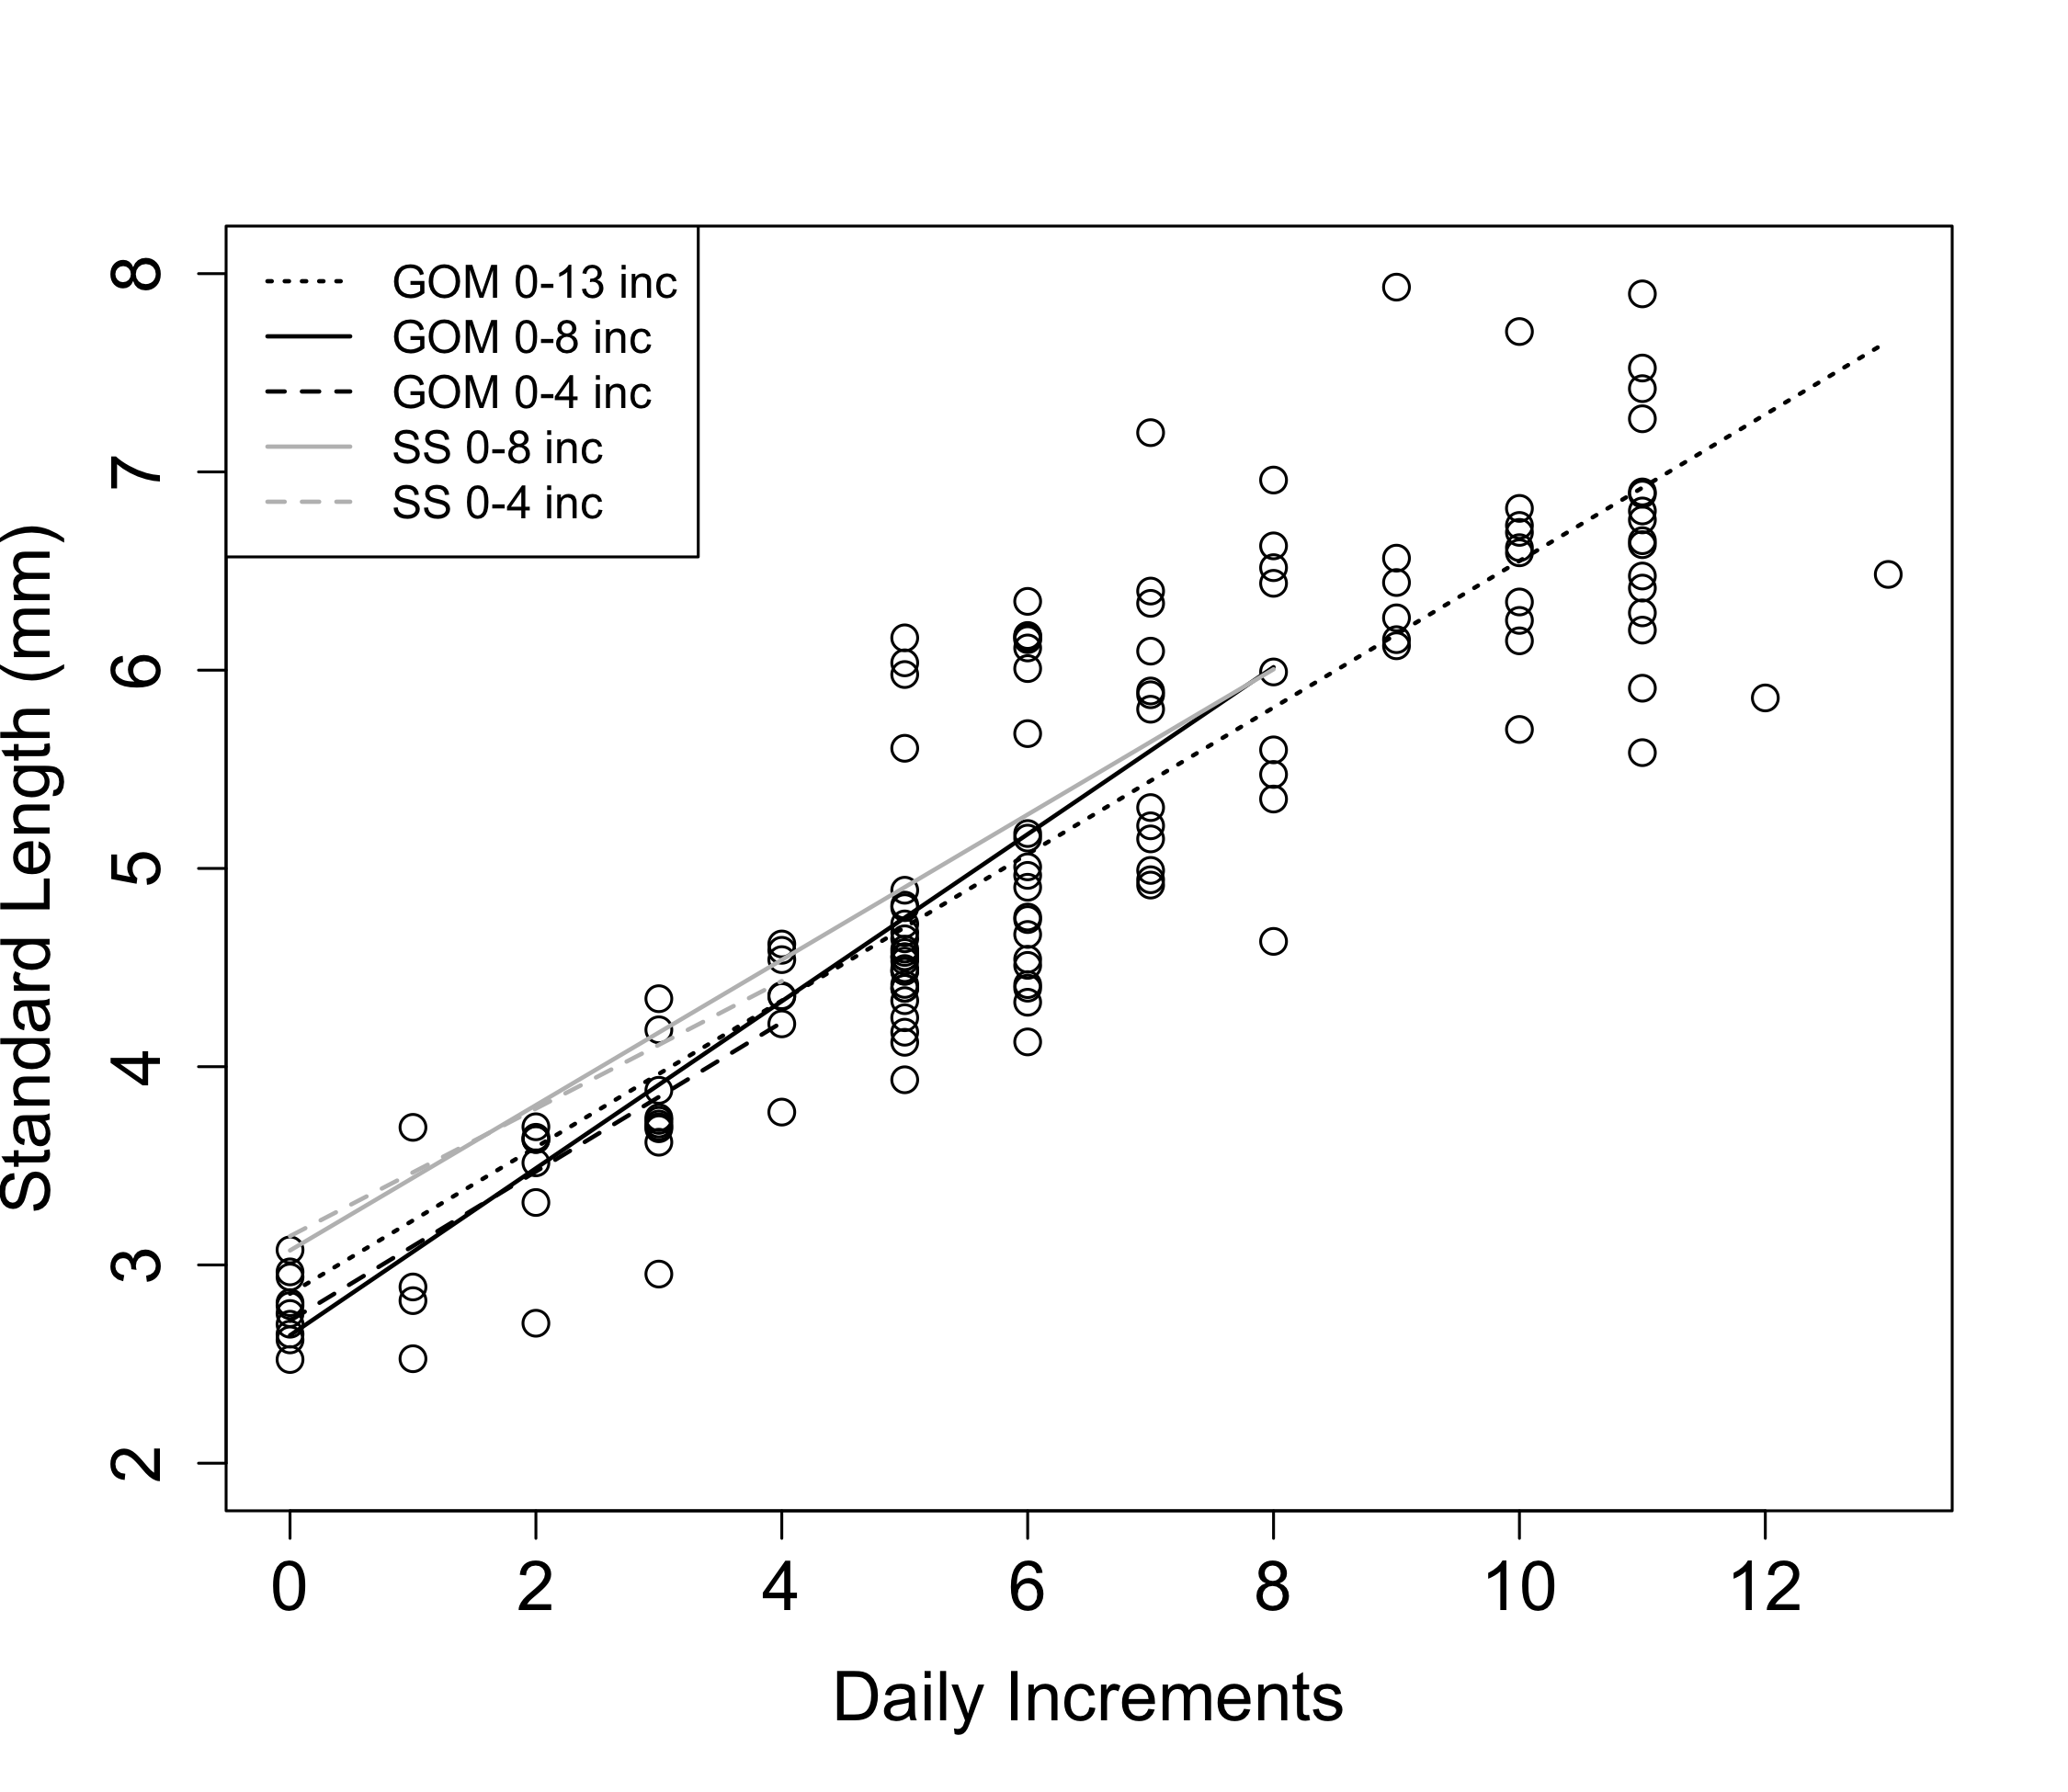 GOM 0-13 inc
GOM 0-8 inc
GOM 0-4 inc
SS 0-8 inc
SS 0-4 inc
Standard Length (mm)
8
7
6
5
4
3
2
0 2 4 6 8 10 12
Daily Increments